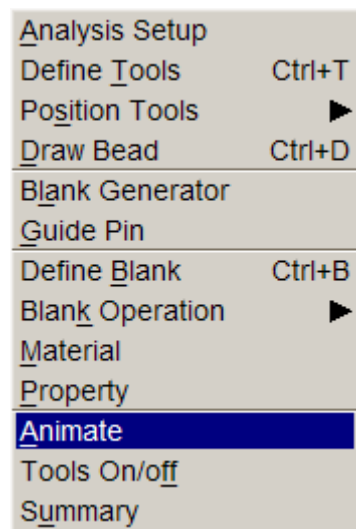 Analysis Setup
Define Tools Ctrl+T
Position Tools
Draw Bead Ctrl+D
Blank Generator
Guide Pin
Define Blank Ctrl+B
Blank Operation
Material
Property
Animate
Tools On/off
Summary